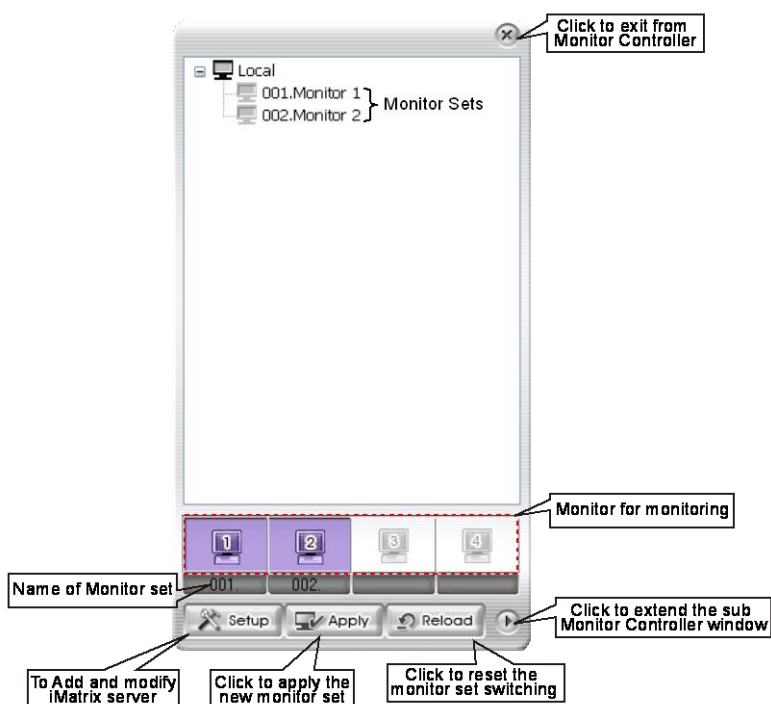 Click to exit from
Monitor Controller
Local
001.Monitor 1
002.Monitor 2
Monitor Sets
Monitor for monitoring
1
2
3
4
Name of Monitor set
001.
002.
Setup
Apply
Reload
Click to extend the sub
Monitor Controller window
To Add and modify
iMatrix server
Click to apply the
new monitor set
Click to reset the
monitor set switching